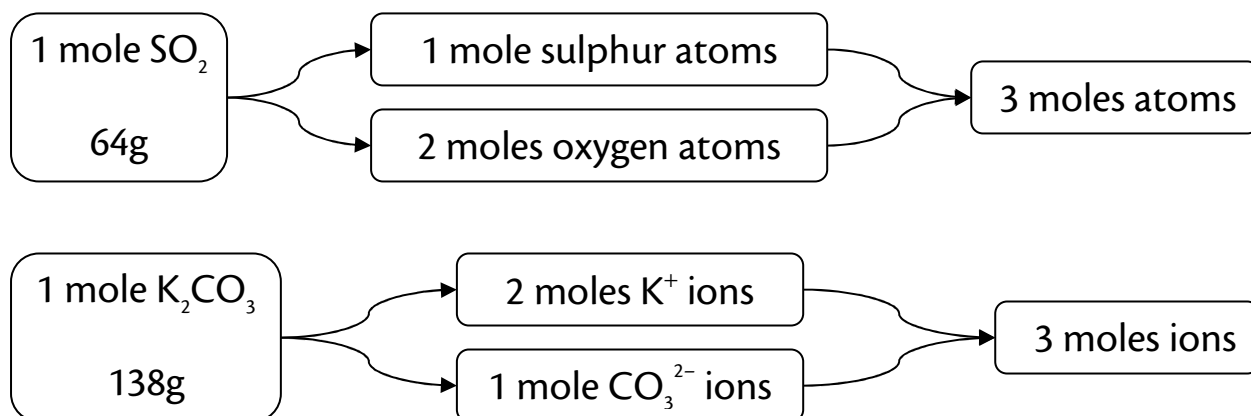 1 mole SO₂
64g
1 mole sulphur atoms
2 moles oxygen atoms
3 moles atoms
1 mole K₂CO₃
138g
2 moles K⁺ ions
1 mole CO₃²⁻ ions
3 moles ions